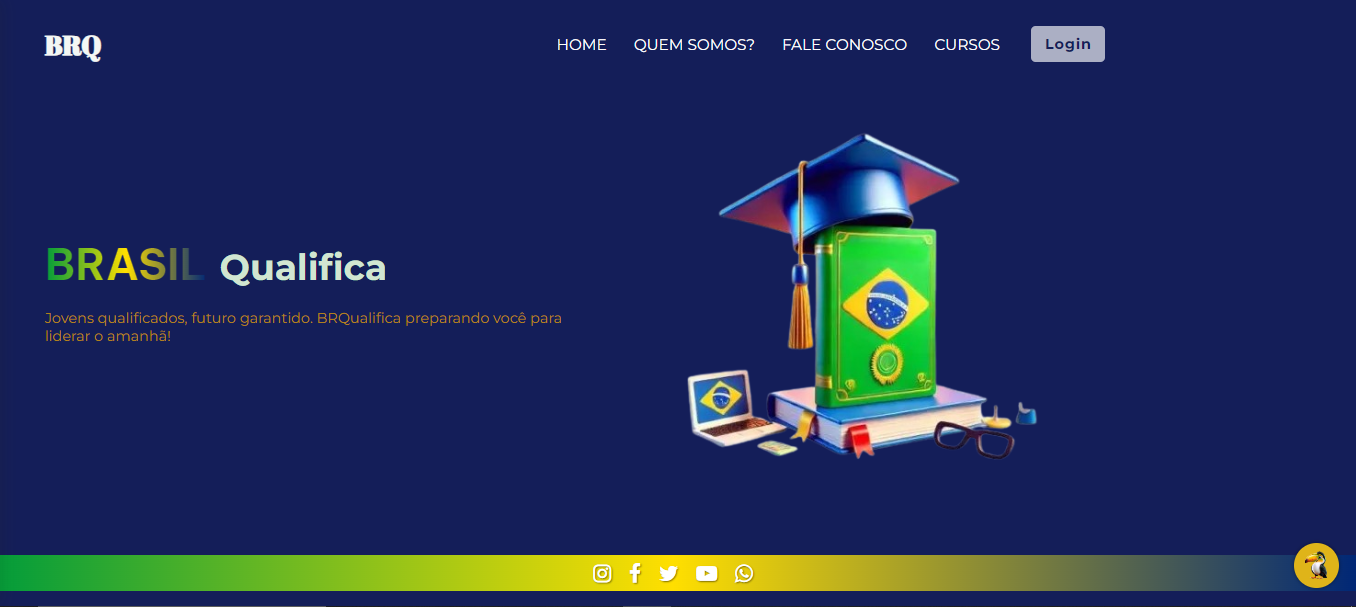 BRQ
HOME QUEM SOMOS? FALE CONOSCO CURSOS Login
BRASIL Qualifica
Jovens qualificados, futuro garantido. BRQualifica preparando você para
liderar o amanhã!